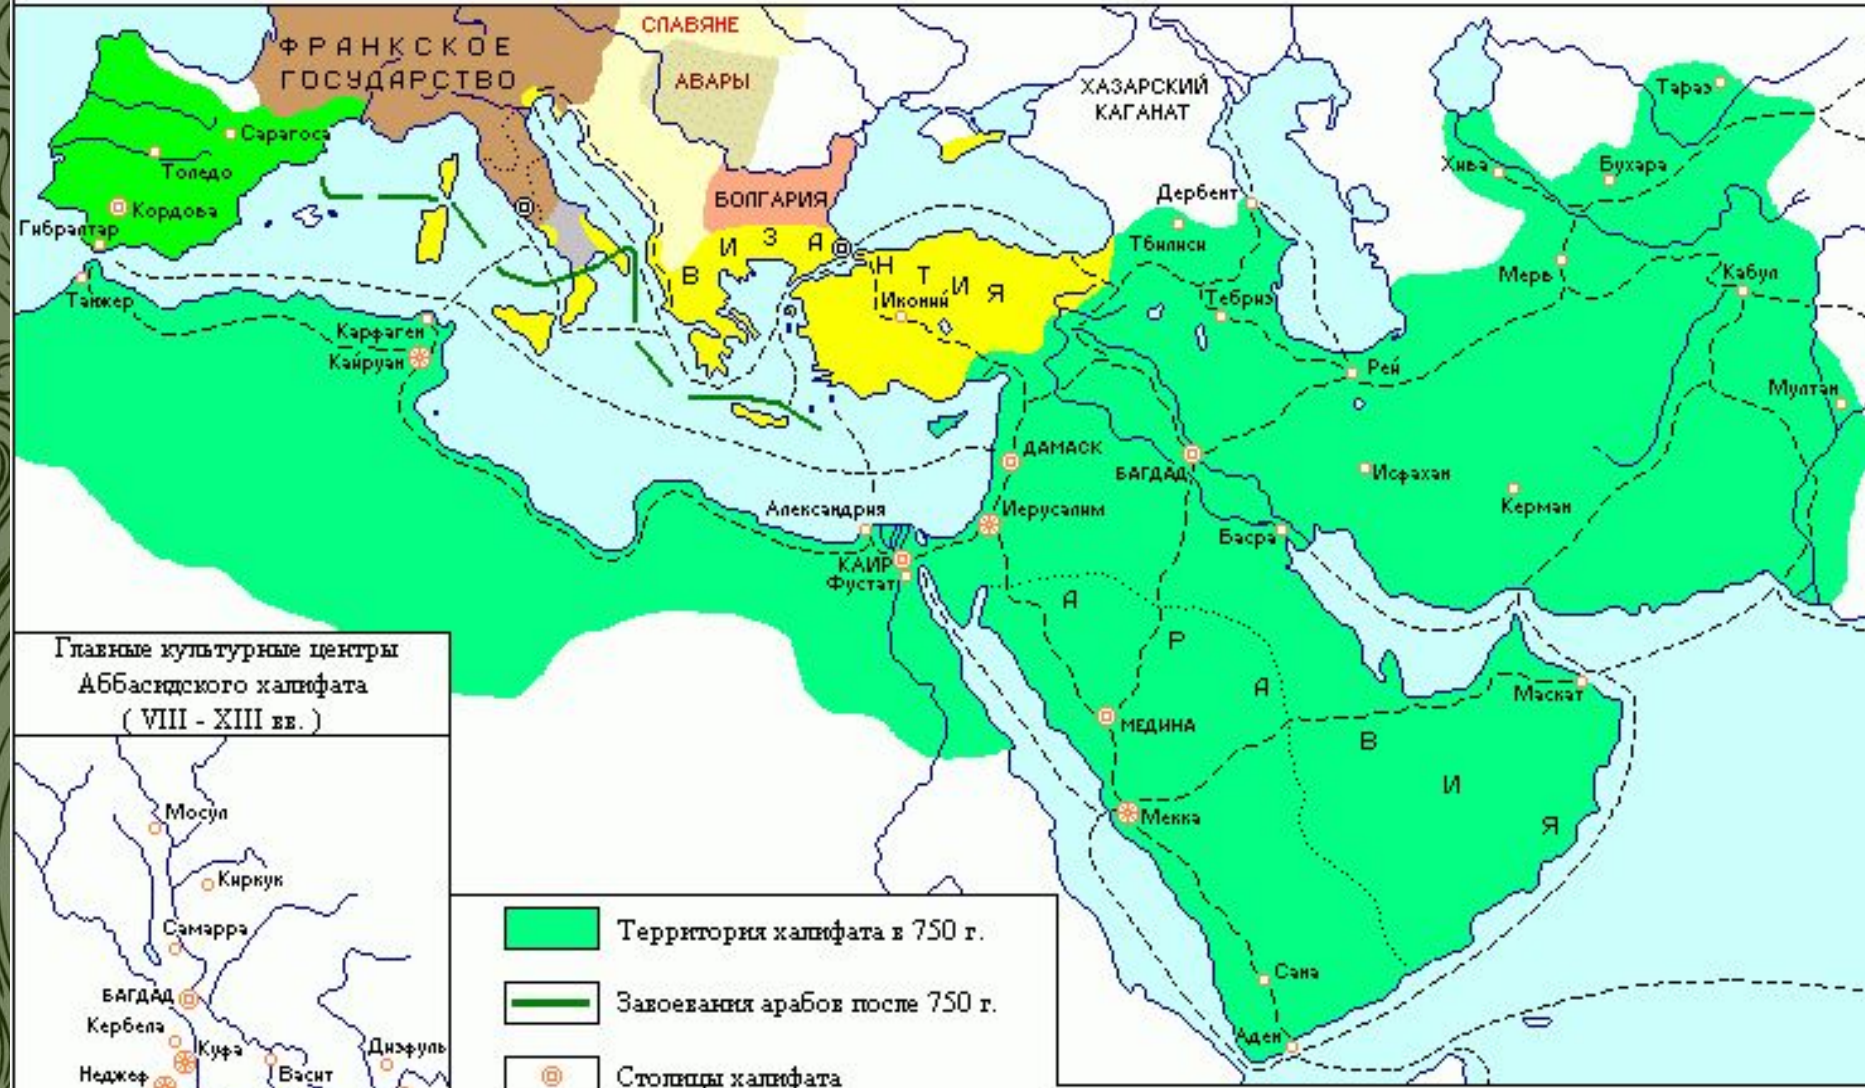 СЛАВЯНЕ
ФРАНКСКОЕ
ГОСУДАРСТВО
АВАРЫ
ХАЗАРСКИЙ
КАГАНАТ
Тараз
Сарагоса
Толедо
Хива
Бухара
Кордова
БОЛГАРИЯ
Дербент
Гибралтар
Тбилиси
ВИЗАНТИЯ
Мерв
Кабул
Танжер
Иконий
Тебриз
Карфаген
Кайруан
Рей
Мултан
ДАМАСК
БАГДАД
Исфахан
Керман
Александрия
Иерусалим
Басра
КАИР
Фустат
АРАВИЯ
Маскат
МЕДИНА
Мекка
Сана
Аден
Главные культурные центры
Аббасидского халифата
( VIII - XIII вв. )
Мосул
Киркук
Самарра
БАГДАД
Кербела
Куфа
Неджеф
Васит
Дизфуль
Территория халифата в 750 г.
Завоевания арабов после 750 г.
Столицы халифата